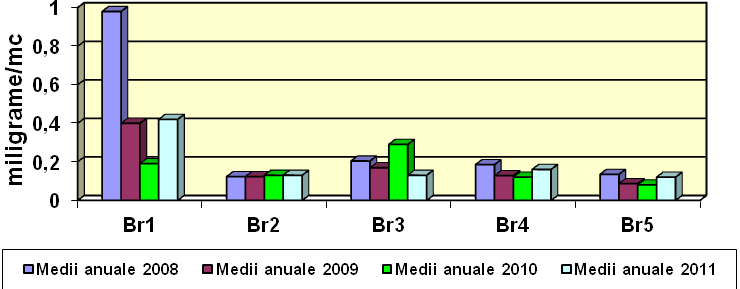 miligrame/mc
1
0,8
0,6
0,4
0,2
0
Br1 Br2 Br3 Br4 Br5
Medii anuale 2008 Medii anuale 2009 Medii anuale 2010 Medii anuale 2011